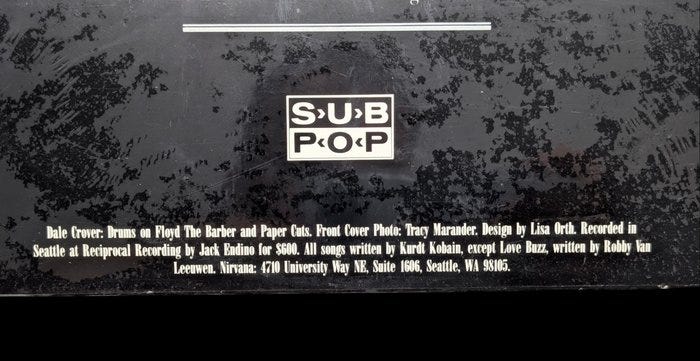 S›U›B
P‹O‹P
Dale Crover: Drums on Floyd The Barber and Paper Cuts. Front Cover Photo: Tracy Marander. Design by Lisa Orth. Recorded in
Seattle at Reciprocal Recording by Jack Endino for $600. All songs written by Kurdt Kobain, except Love Buzz, written by Robby Van
Leeuwen. Nirvana: 4710 University Way NE, Suite 1606, Seattle, WA 98105.